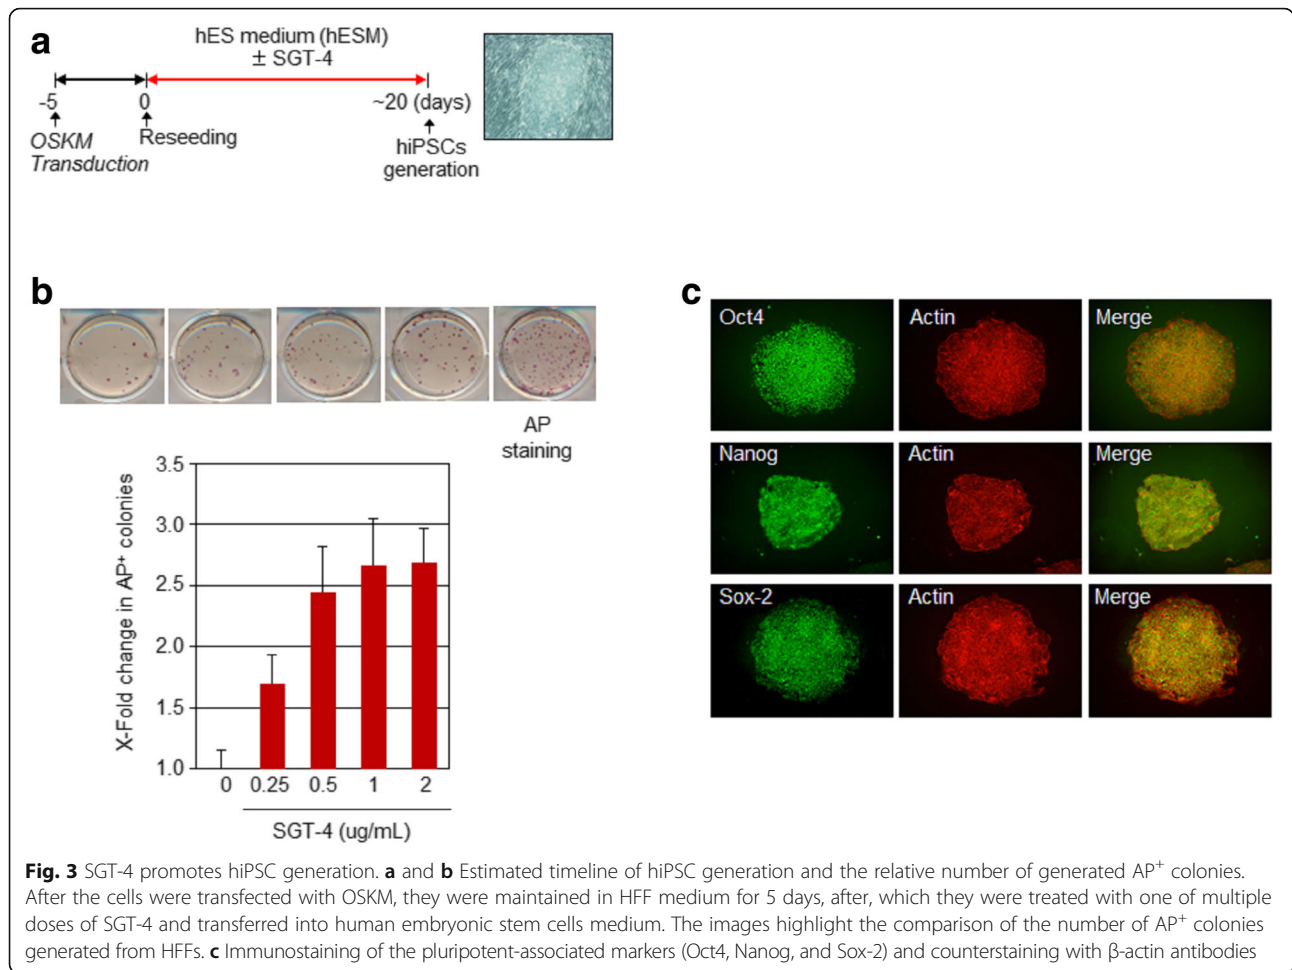 a
hES medium (hESM)
± SGT-4
-5
0
~20 (days)
OSKM
Transduction
Reseeding
hiPSCs
generation
b
AP
staining
X-Fold change in AP⁺ colonies
3.5
3.0
2.5
2.0
1.5
1.0
0 0.25 0.5 1 2
SGT-4 (ug/mL)
c
Oct4 Actin Merge
Nanog Actin Merge
Sox-2 Actin Merge
Fig. 3 SGT-4 promotes hiPSC generation. a and b Estimated timeline of hiPSC generation and the relative number of generated AP⁺ colonies.
After the cells were transfected with OSKM, they were maintained in HFF medium for 5 days, after, which they were treated with one of multiple
doses of SGT-4 and transferred into human embryonic stem cells medium. The images highlight the comparison of the number of AP⁺ colonies
generated from HFFs. c Immunostaining of the pluripotent-associated markers (Oct4, Nanog, and Sox-2) and counterstaining with β-actin antibodies